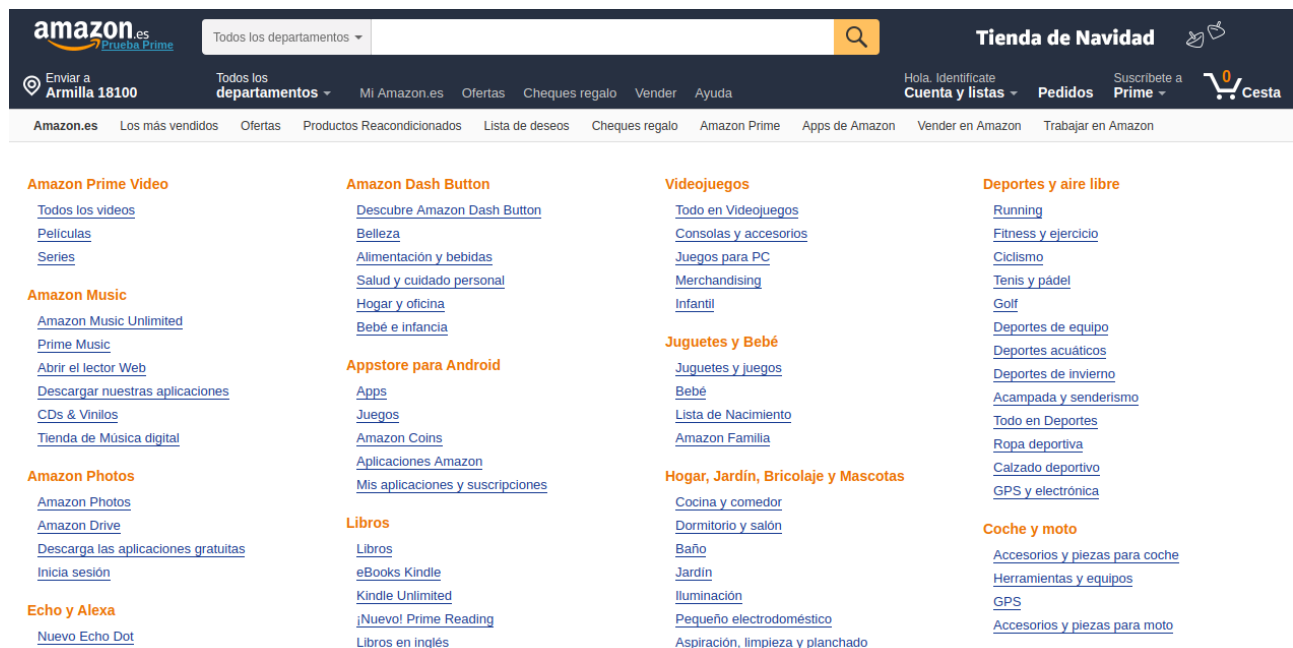 amazon.es
Prueba Prime
Todos los departamentos
Tienda de Navidad
Enviar a
Armilla 18100
Todos los
departamentos
Mi Amazon.es
Ofertas
Cheques regalo
Vender
Ayuda
Hola. Identifícate
Cuenta y listas
Pedidos
Suscríbete a
Prime
0
Cesta
Amazon.es
Los más vendidos
Ofertas
Productos Reacondicionados
Lista de deseos
Cheques regalo
Amazon Prime
Apps de Amazon
Vender en Amazon
Trabajar en Amazon
Amazon Prime Video
Todos los videos
Películas
Series
Amazon Music
Amazon Music Unlimited
Prime Music
Abrir el lector Web
Descargar nuestras aplicaciones
CDs & Vinilos
Tienda de Música digital
Amazon Photos
Amazon Photos
Amazon Drive
Descarga las aplicaciones gratuitas
Inicia sesión
Echo y Alexa
Nuevo Echo Dot
Amazon Dash Button
Descubre Amazon Dash Button
Belleza
Alimentación y bebidas
Salud y cuidado personal
Hogar y oficina
Bebé e infancia
Appstore para Android
Apps
Juegos
Amazon Coins
Aplicaciones Amazon
Mis aplicaciones y suscripciones
Libros
Libros
eBooks Kindle
Kindle Unlimited
¡Nuevo! Prime Reading
Libros en inglés
Videojuegos
Todo en Videojuegos
Consolas y accesorios
Juegos para PC
Merchandising
Infantil
Juguetes y Bebé
Juguetes y juegos
Bebé
Lista de Nacimiento
Amazon Familia
Hogar, Jardín, Bricolaje y Mascotas
Cocina y comedor
Dormitorio y salón
Baño
Jardín
Iluminación
Pequeño electrodoméstico
Aspiración, limpieza y planchado
Deportes y aire libre
Running
Fitness y ejercicio
Ciclismo
Tenis y pádel
Golf
Deportes de equipo
Deportes acuáticos
Deportes de invierno
Acampada y senderismo
Todo en Deportes
Ropa deportiva
Calzado deportivo
GPS y electrónica
Coche y moto
Accesorios y piezas para coche
Herramientas y equipos
GPS
Accesorios y piezas para moto